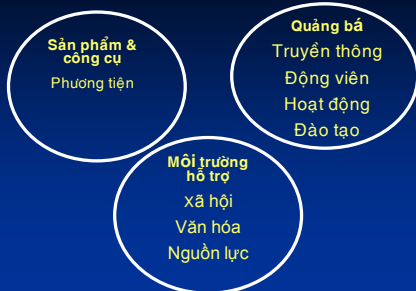 Sản phẩm &
công cụ
Phương tiện
Quảng bá
Truyền thông
Động viên
Hoạt động
Đào tạo
Môi trường
hỗ trợ
xã hội
Văn hóa
Nguồn lực